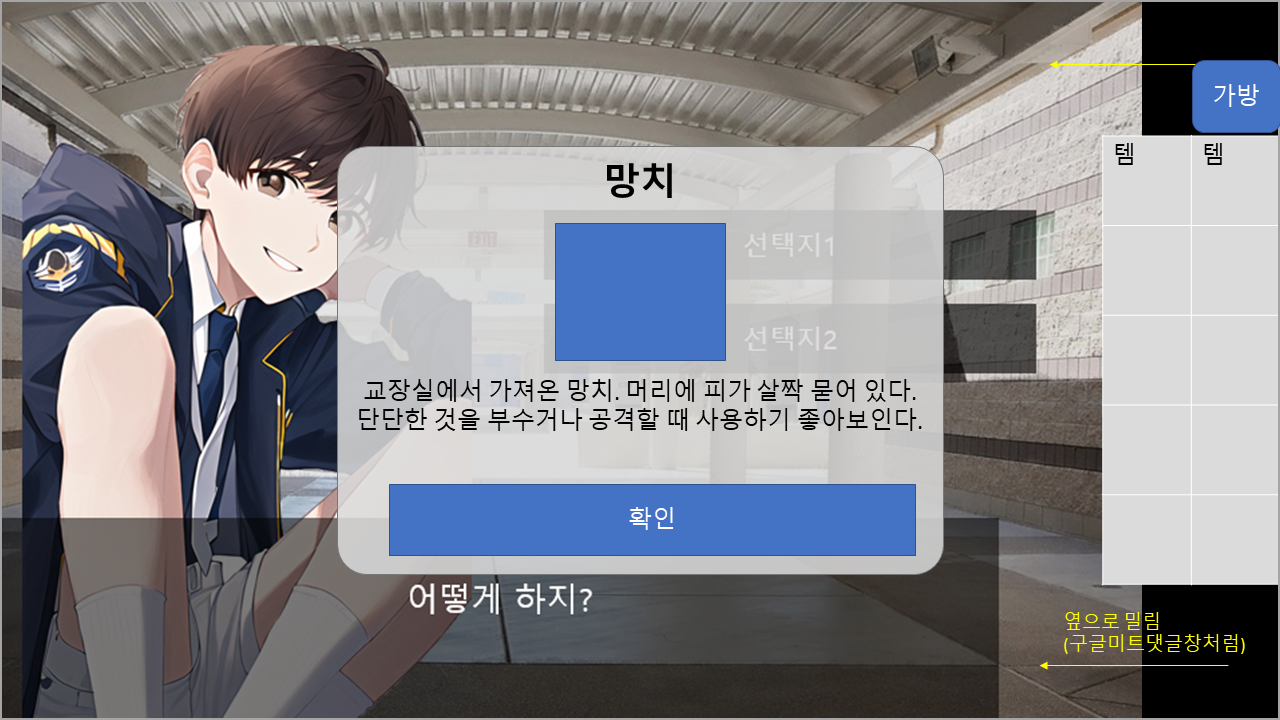 가방
텝 텝
망치
선택지1
선택지2
교장실에서 가져온 망치. 머리에 피가 살짝 묻어 있다.
단단한 것을 부수거나 공격할 때 사용하기 좋아보인다.
확인
어떻게 하지?
옆으로 밀림
(구글미트댓글창처럼)